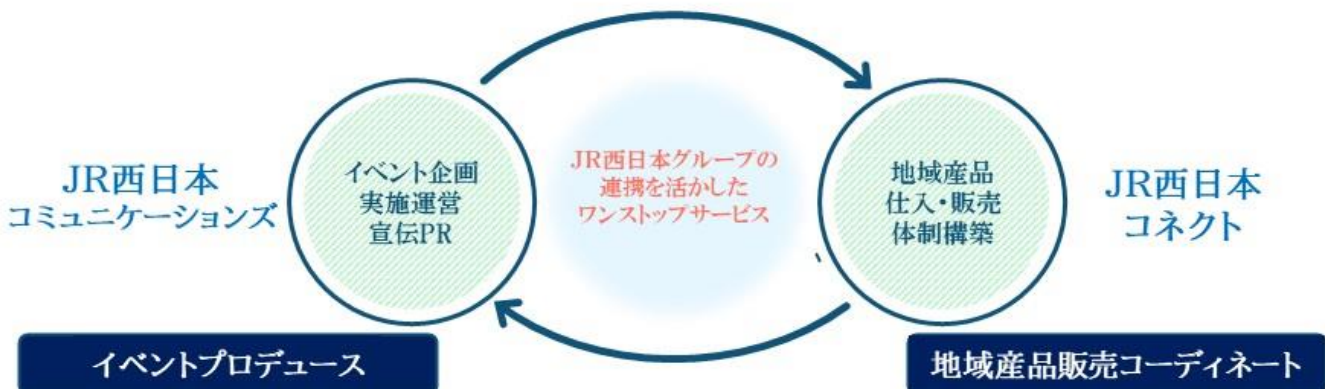 JR西日本
コミュニケーションズ
イベント企画
実施運営
宣伝PR
JR西日本グループの
連携を活かした
ワンストップサービス
地域産品
仕入・販売
体制構築
JR西日本
コネクト
イベントプロデュース
地域産品販売コーディネート